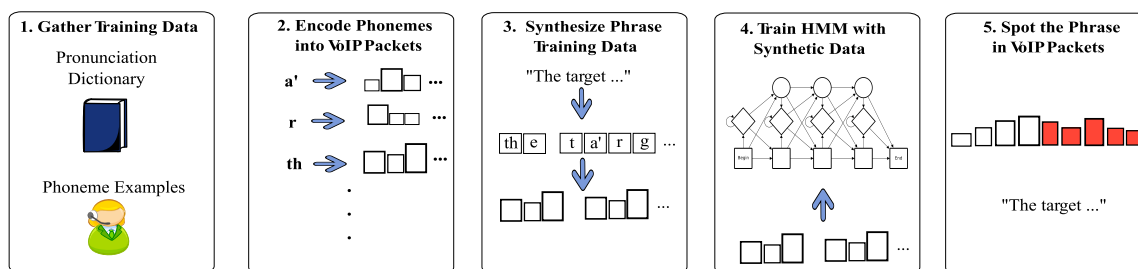 1. Gather Training Data
Pronunciation
Dictionary
Phoneme Examples
2. Encode Phonemes
into VoIP Packets
a' ...
r ...
th ...
3. Synthesize Phrase
Training Data
"The target ..."
th e t a' r g ...
...
4. Train HMM with
Synthetic Data
Begin
End
...
5. Spot the Phrase
in VoIP Packets
"The target ..."